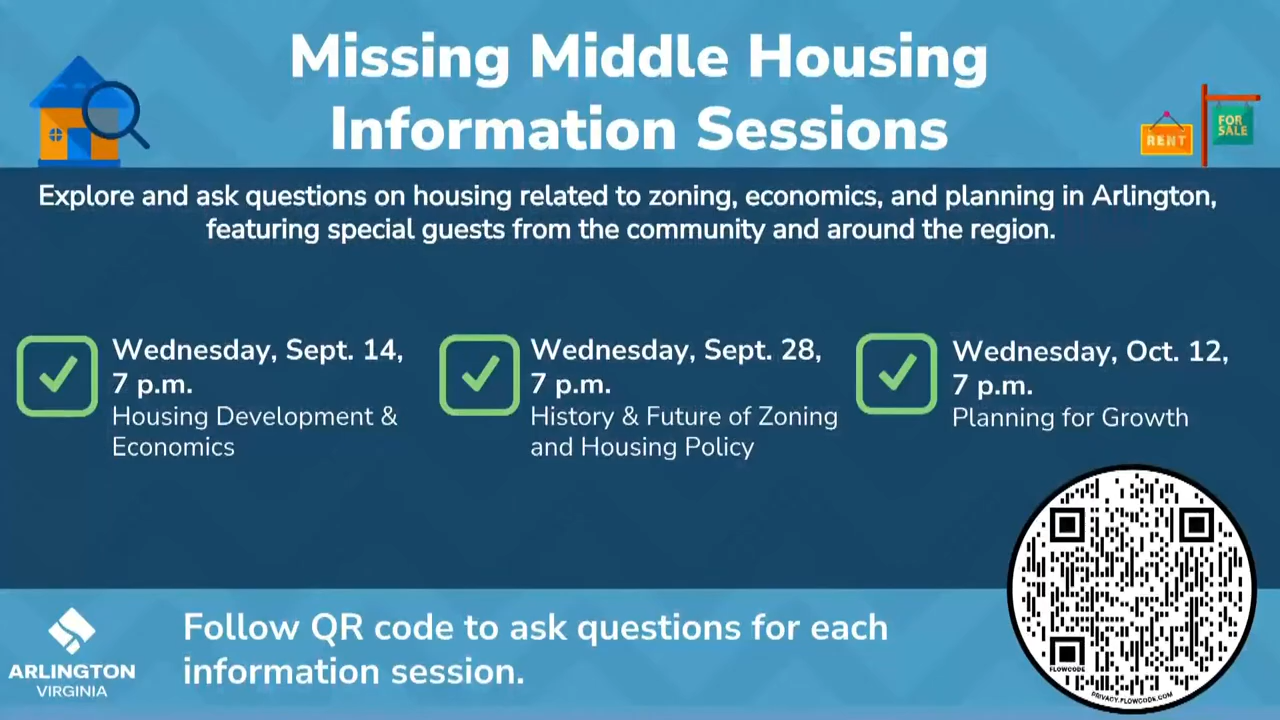 Missing Middle Housing
Information Sessions
RENT
FOR
SALE
Explore and ask questions on housing related to zoning, economics, and planning in Arlington,
featuring special guests from the community and around the region.
Wednesday, Sept. 14,
7 p.m.
Housing Development &
Economics
Wednesday, Sept. 28,
7 p.m.
History & Future of Zoning
and Housing Policy
Wednesday, Oct. 12,
7 p.m.
Planning for Growth
FLOWCODE
PRIVACY.FLOWCODE.COM
Follow QR code to ask questions for each
information session.
ARLINGTON
VIRGINIA